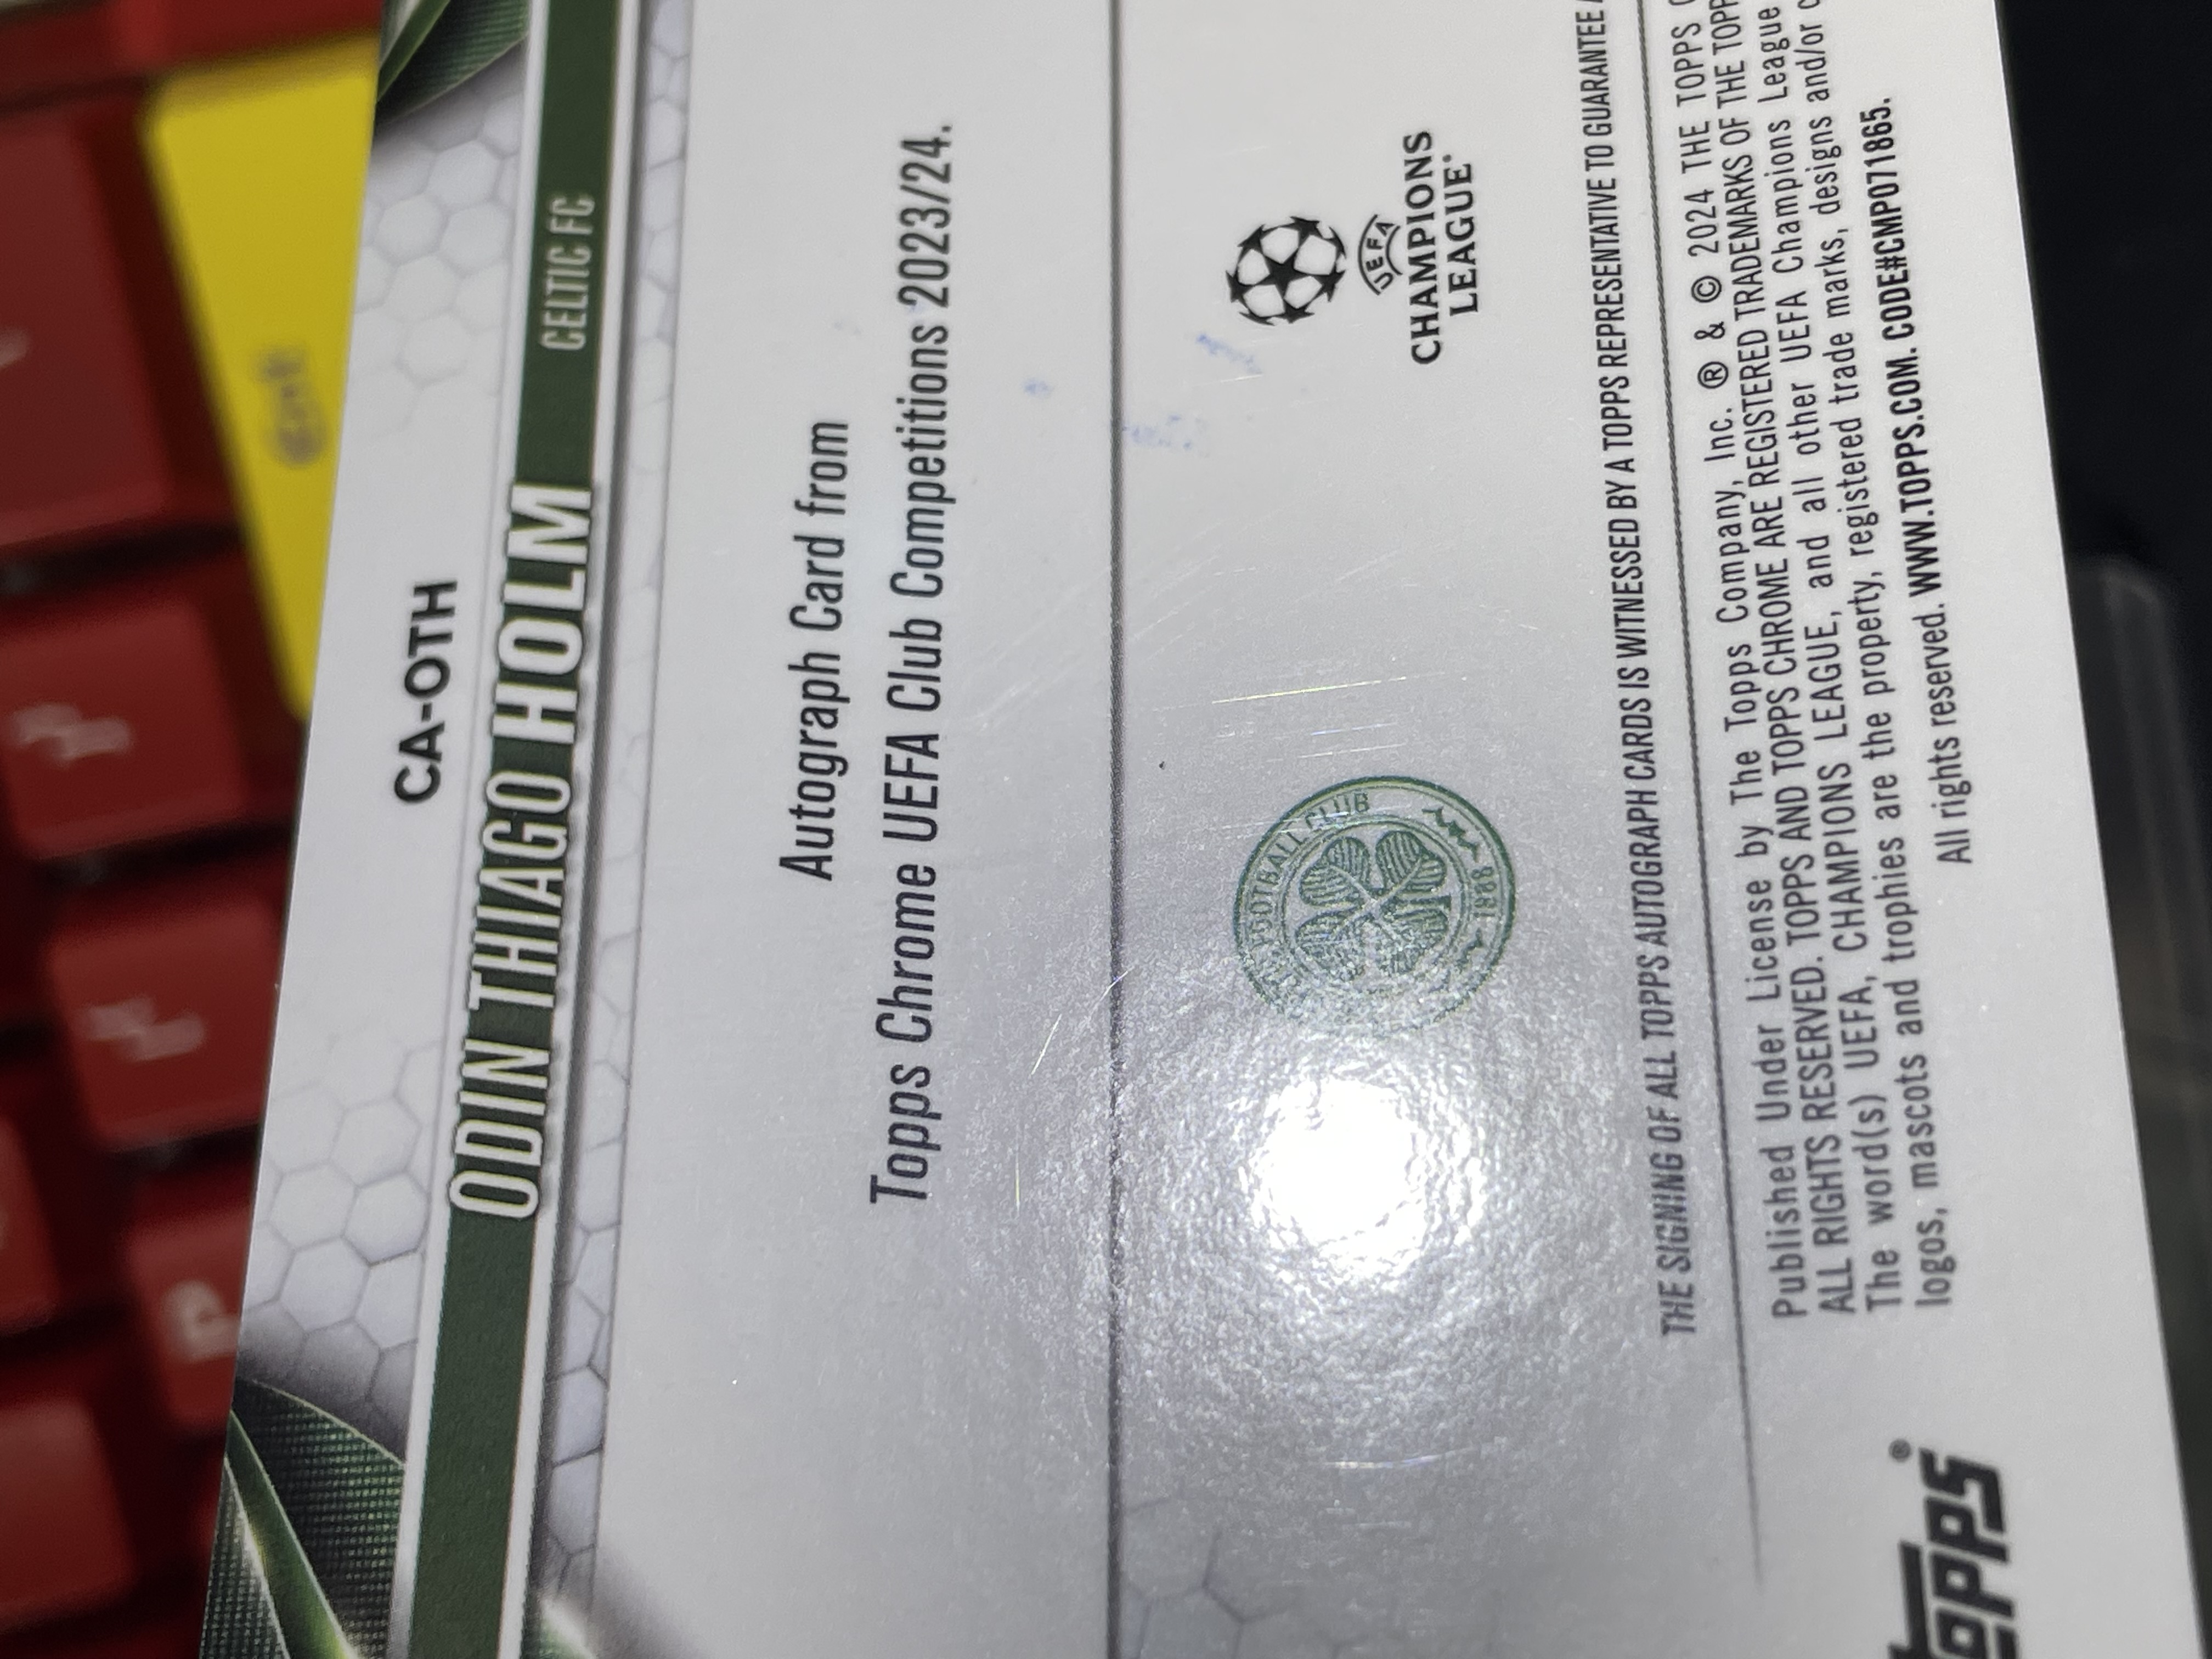 CA-OTH
ODIN THIAGO HOLM
CELTIC FC
Autograph Card from
Topps Chrome UEFA Club Competitions 2023/24.
FOOTBALL CLUB
1888
UEFA
CHAMPIONS
LEAGUE
THE SIGNING OF ALL TOPPS AUTOGRAPH CARDS IS WITNESSED BY A TOPPS REPRESENTATIVE TO GUARANTEE
Published Under License by The Topps Company, Inc. ® & © 2024 THE TOPPS
ALL RIGHTS RESERVED. TOPPS AND TOPPS CHROME ARE REGISTERED TRADEMARKS OF THE TOPP
The word(s) UEFA, CHAMPIONS LEAGUE, and all other UEFA Champions League
logos, mascots and trophies are the property, registered trade marks, designs and/or
All rights reserved. WWW.TOPPS.COM. CODE#CMP071865.
topps®